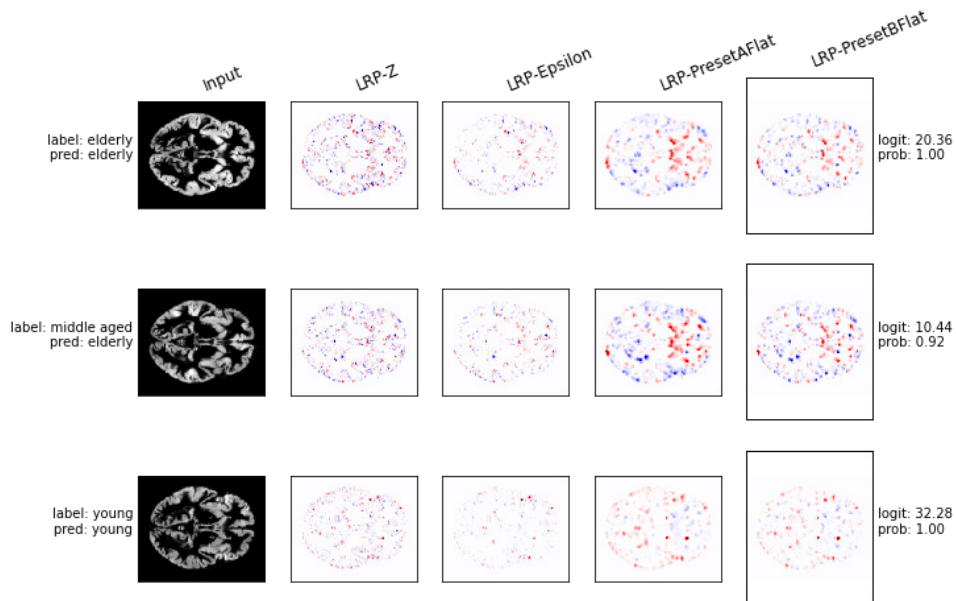 Input
LRP-Z
LRP-Epsilon
LRP-PresetAFlat
LRP-PresetBFlat
label: elderly
pred: elderly
logit: 20.36
prob: 1.00
label: middle aged
pred: elderly
logit: 10.44
prob: 0.92
label: young
pred: young
logit: 32.28
prob: 1.00